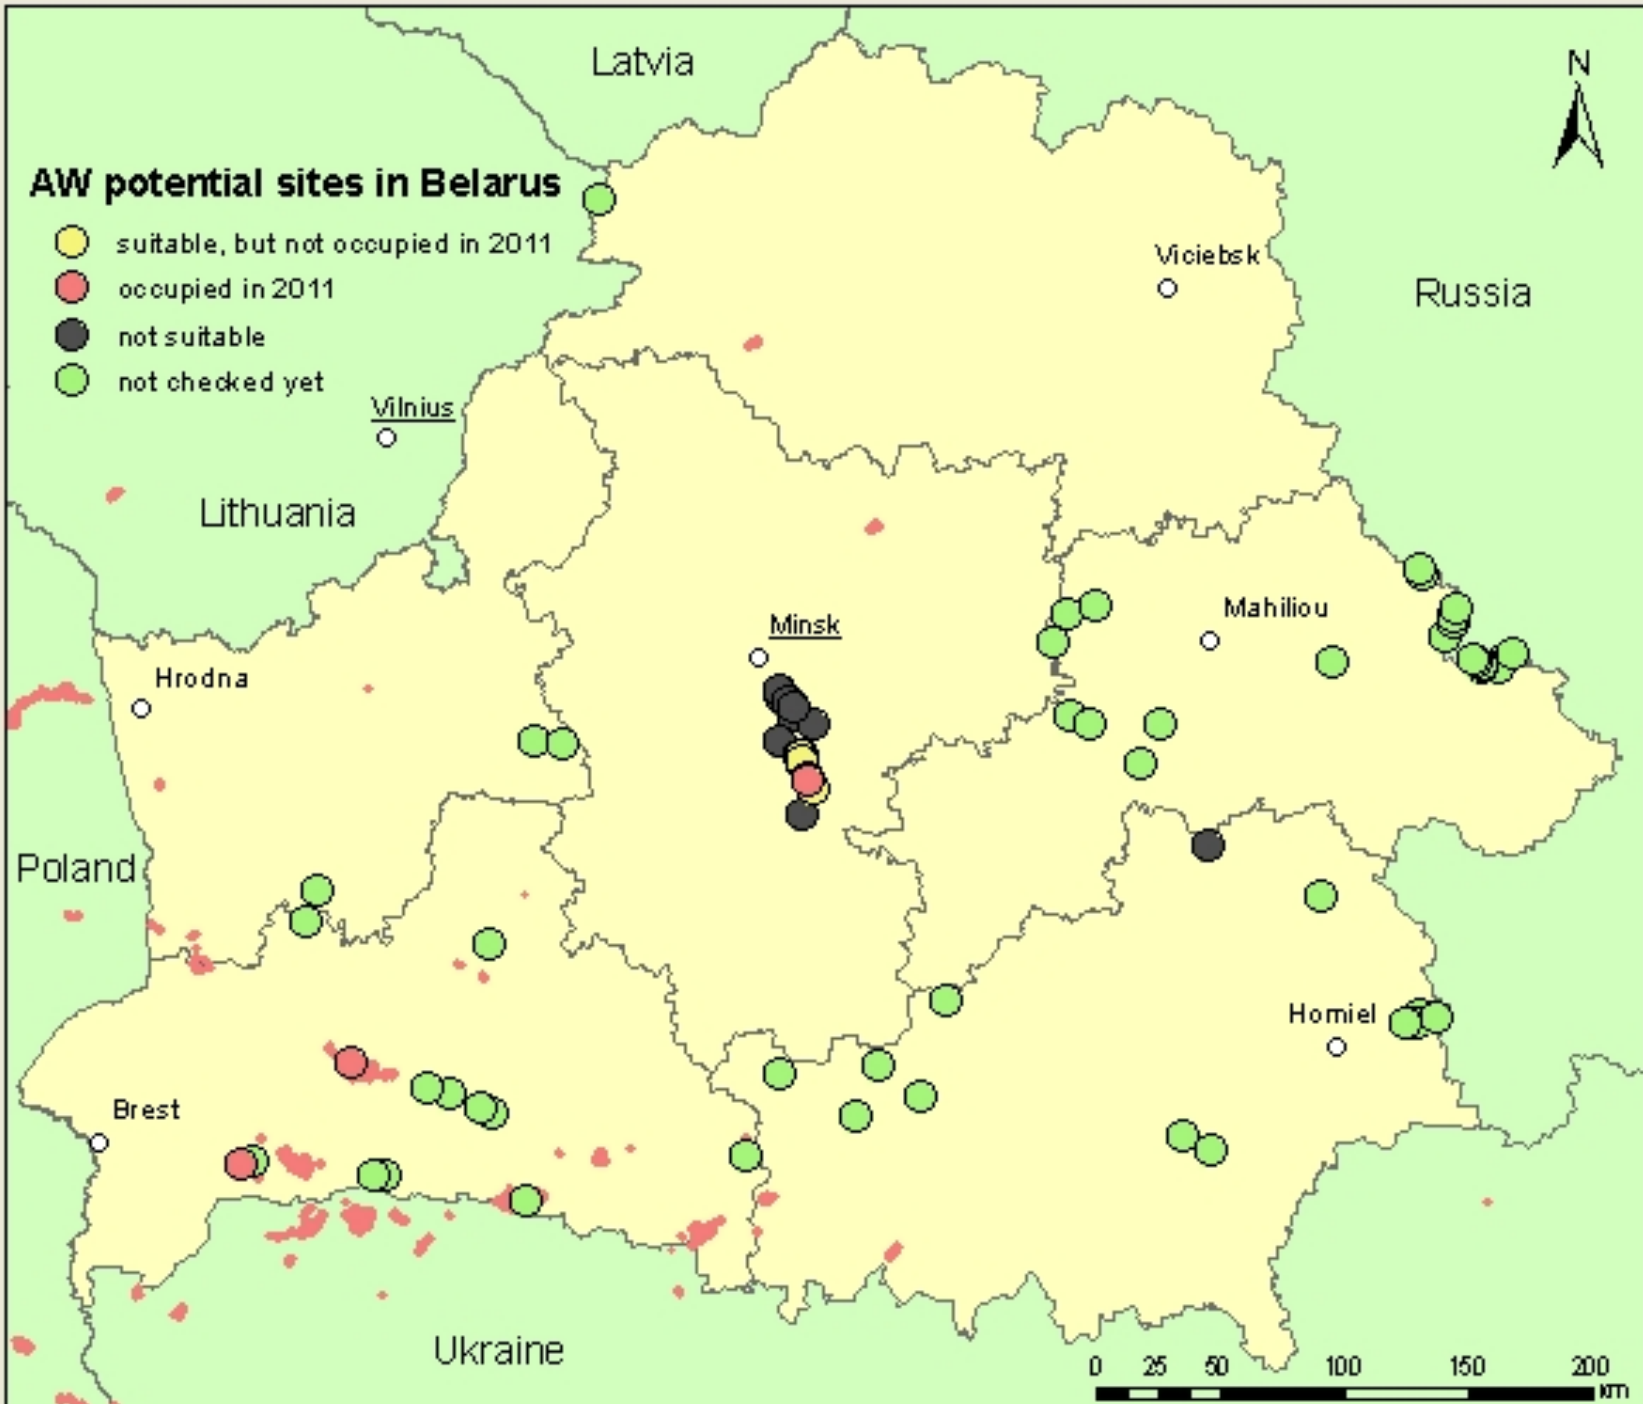 Latvia
N
AW potential sites in Belarus
suitable, but not occupied in 2011
occupied in 2011
not suitable
not checked yet
Viciebsk
Russia
Vilnius
Lithuania
Minsk
Mahiliou
Hrodna
Poland
Homiel
Brest
Ukraine
0 25 50 100 150 200
km